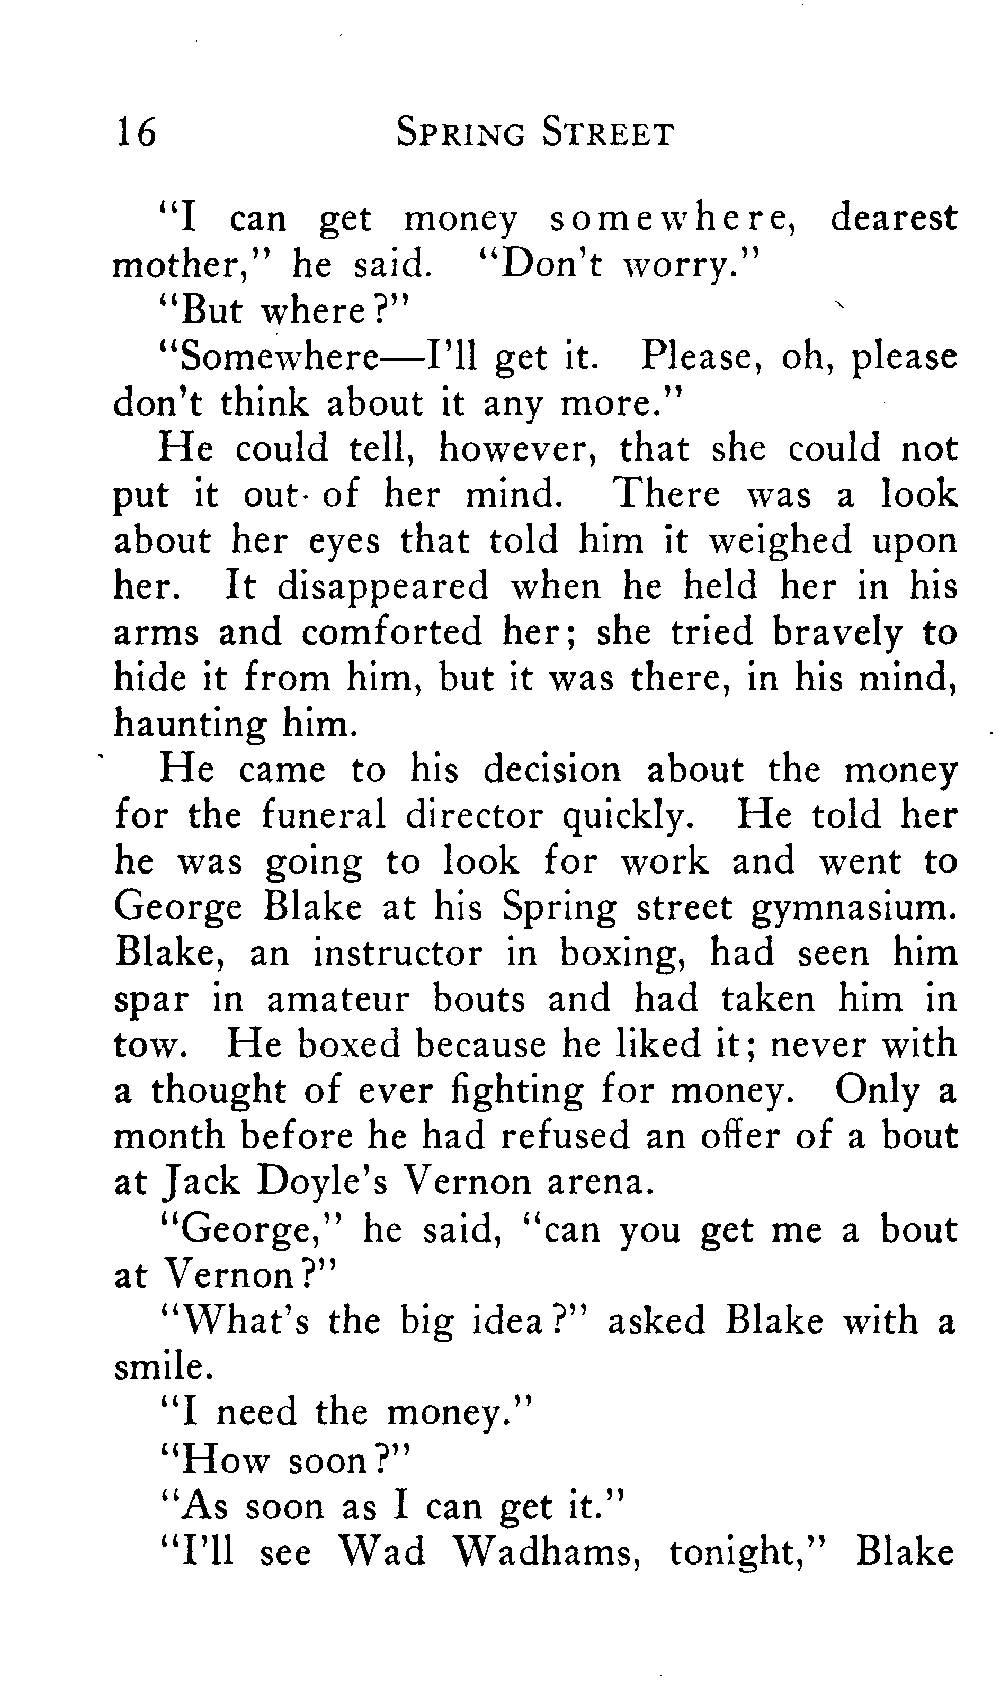 16 SPRING STREET
“I can get money somewhere, dearest
mother,” he said. “Don’t worry.”
“But where?”
“Somewhere—I’ll get it. Please, oh, please
don’t think about it any more.”
He could tell, however, that she could not
put it out of her mind. There was a look
about her eyes that told him it weighed upon
her. It disappeared when he held her in his
arms and comforted her; she tried bravely to
hide it from him, but it was there, in his mind,
haunting him.
He came to his decision about the money
for the funeral director quickly. He told her
he was going to look for work and went to
George Blake at his Spring street gymnasium.
Blake, an instructor in boxing, had seen him
spar in amateur bouts and had taken him in
tow. He boxed because he liked it; never with
a thought of ever fighting for money. Only a
month before he had refused an offer of a bout
at Jack Doyle’s Vernon arena.
“George,” he said, “can you get me a bout
at Vernon?”
“What’s the big idea?” asked Blake with a
smile.
“I need the money.”
“How soon?”
“As soon as I can get it.”
“I’ll see Wad Wadhams, tonight,” Blake